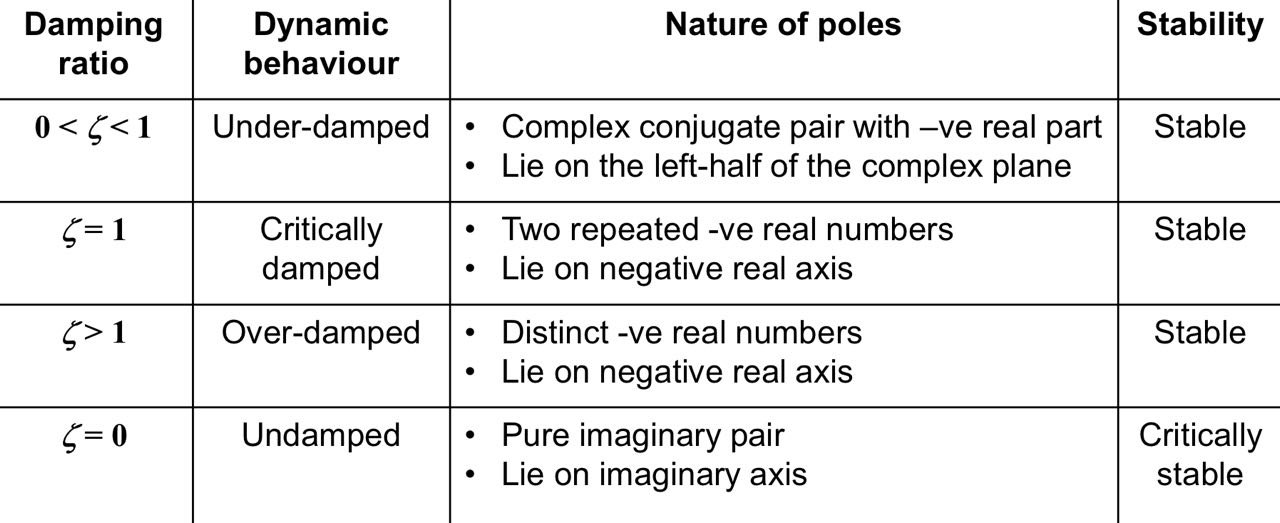 Damping ratio | Dynamic behaviour | Nature of poles | Stability
0 < ζ < 1 | Under-damped | • Complex conjugate pair with –ve real part | Stable
• Lie on the left-half of the complex plane
ζ = 1 | Critically damped | • Two repeated -ve real numbers | Stable
• Lie on negative real axis
ζ > 1 | Over-damped | • Distinct -ve real numbers | Stable
• Lie on negative real axis
ζ = 0 | Undamped | • Pure imaginary pair | Critically stable
• Lie on imaginary axis